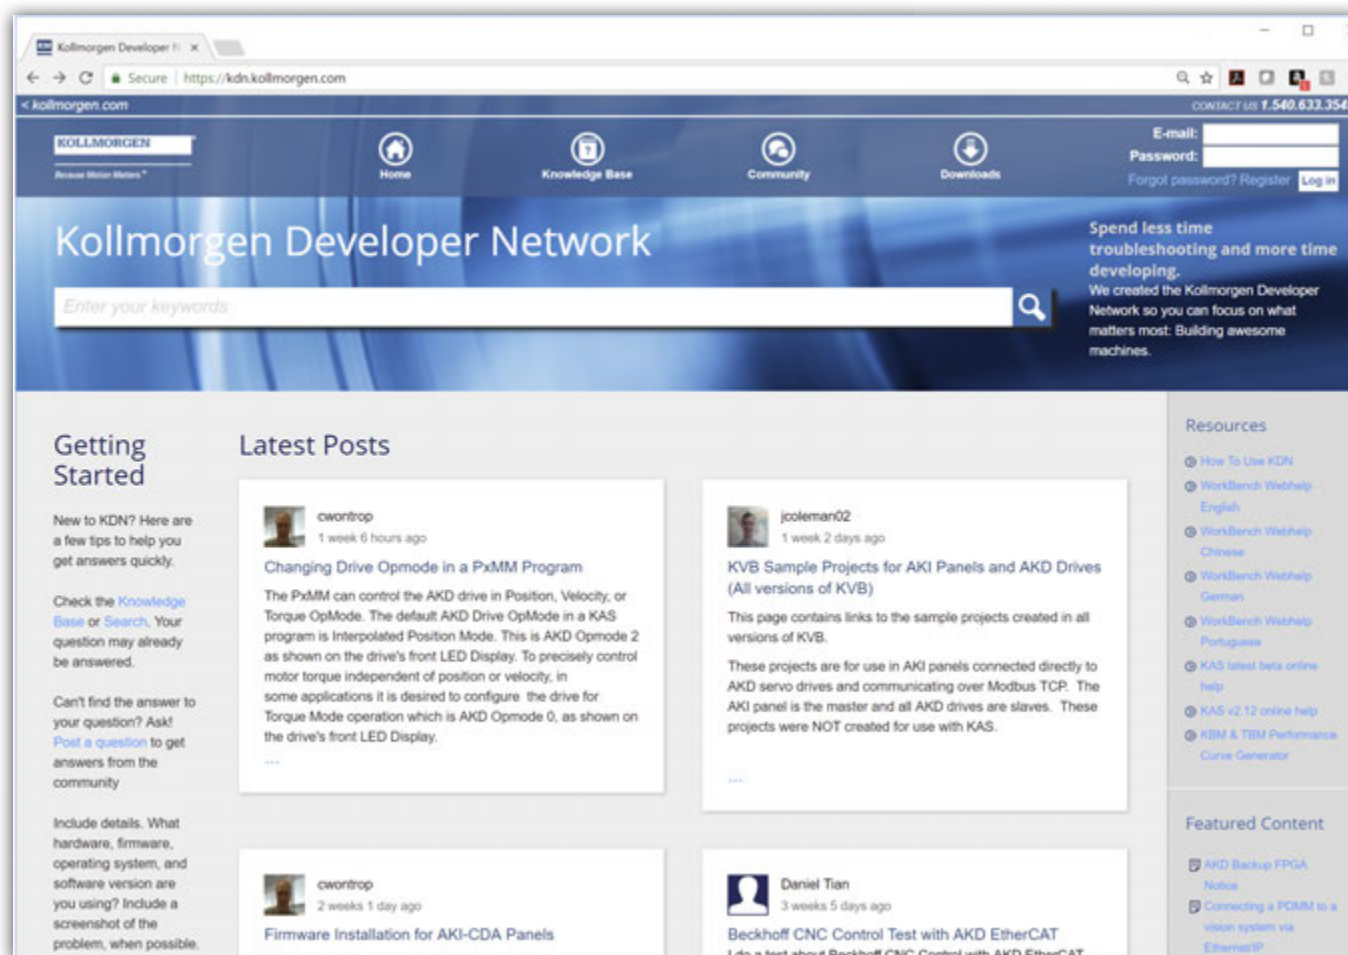 Kollmorgen Developer N
Secure https://kdn.kollmorgen.com
< kollmorgen.com
CONTACT US 1.540.633.354
KOLLMORGEN
Because Motion Matters.™
Home
Knowledge Base
Community
Downloads
E-mail:
Password:
Forgot password? Register Log in
Kollmorgen Developer Network
Enter your keywords
Spend less time
troubleshooting and more time
developing.
We created the Kollmorgen Developer
Network so you can focus on what
matters most: Building awesome
machines.
Getting
Started
New to KDN? Here are
a few tips to help you
get answers quickly.
Check the Knowledge
Base or Search. Your
question may already
be answered.
Can't find the answer to
your question? Ask!
Post a question to get
answers from the
community
Include details. What
hardware, firmware,
operating system, and
software version are
you using? Include a
screenshot of the
problem, when possible.
Latest Posts
cwontrop
1 week 6 hours ago
Changing Drive Opmode in a PxMM Program
The PxMM can control the AKD drive in Position, Velocity, or
Torque OpMode. The default AKD Drive OpMode in a KAS
program is Interpolated Position Mode. This is AKD Opmode 2
as shown on the drive's front LED Display. To precisely control
motor torque independent of position or velocity, in
some applications it is desired to configure the drive for
Torque Mode operation which is AKD Opmode 0, as shown on
the drive's front LED Display.
...
jcoleman02
1 week 2 days ago
KVB Sample Projects for AKI Panels and AKD Drives
(All versions of KVB)
This page contains links to the sample projects created in all
versions of KVB.
These projects are for use in AKI panels connected directly to
AKD servo drives and communicating over Modbus TCP. The
AKI panel is the master and all AKD drives are slaves. These
projects were NOT created for use with KAS.
...
cwontrop
2 weeks 1 day ago
Firmware Installation for AKI-CDA Panels
Daniel Tian
3 weeks 5 days ago
Beckhoff CNC Control Test with AKD EtherCAT
I do a test about Beckhoff CNC Control with AKD EtherCAT
Resources
How To Use KDN
WorkBench Webhelp
English
WorkBench Webhelp
Chinese
WorkBench Webhelp
German
WorkBench Webhelp
Portuguese
KAS latest beta online
help
KAS v2.12 online help
KBM & TBM Performance
Curve Generator
Featured Content
AKD Backup FPGA
Notice
Connecting a PDMM to a
vision system via
Ethernet/IP